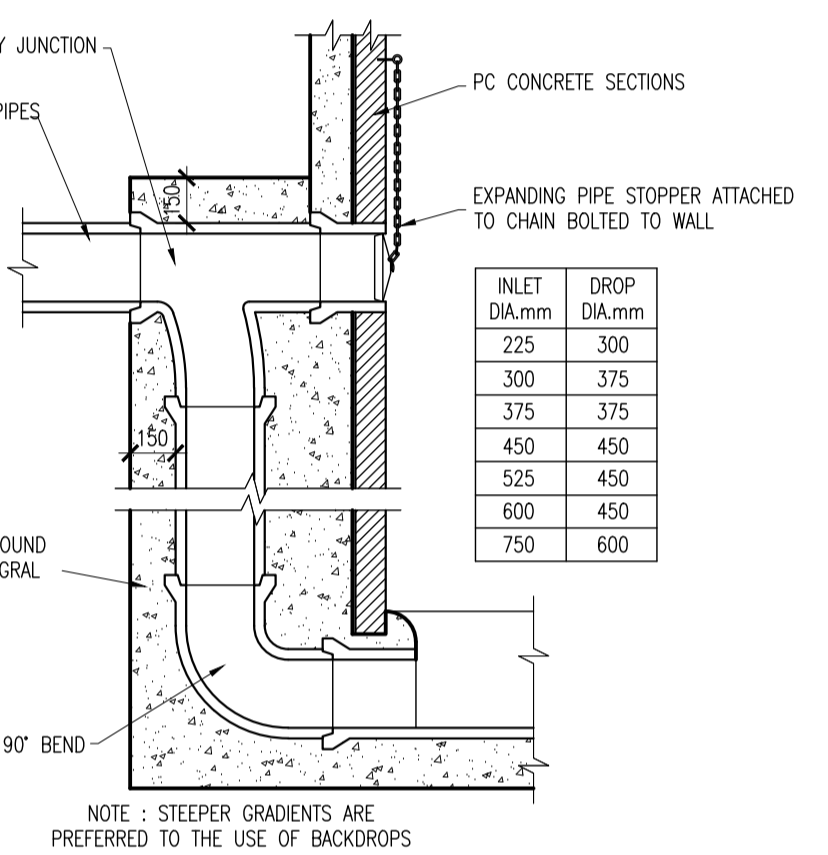 Y JUNCTION
PIPES
150
PC CONCRETE SECTIONS
EXPANDING PIPE STOPPER ATTACHED
TO CHAIN BOLTED TO WALL
INLET DIA.mm DROP DIA.mm
225 300
300 375
375 375
450 450
525 450
600 450
750 600
150
OUND
GRAL
90° BEND
NOTE : STEEPER GRADIENTS ARE
PREFERRED TO THE USE OF BACKDROPS